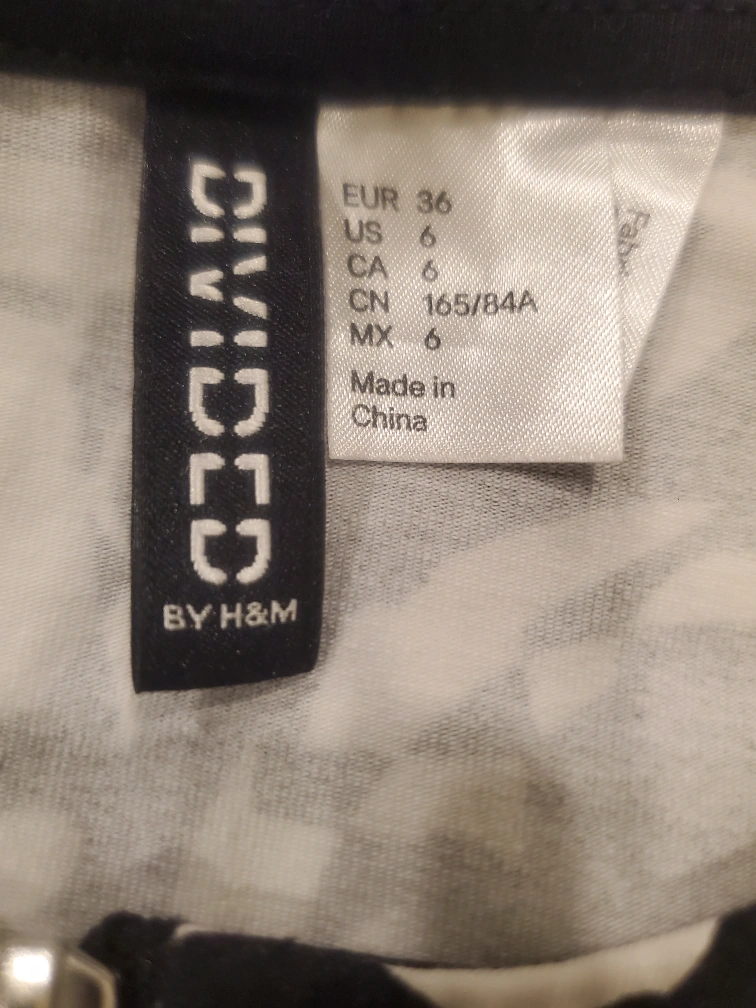 DIVIDED
BY H&M
EUR 36
US 6
CA 6
CN 165/84A
MX 6
Made in
China